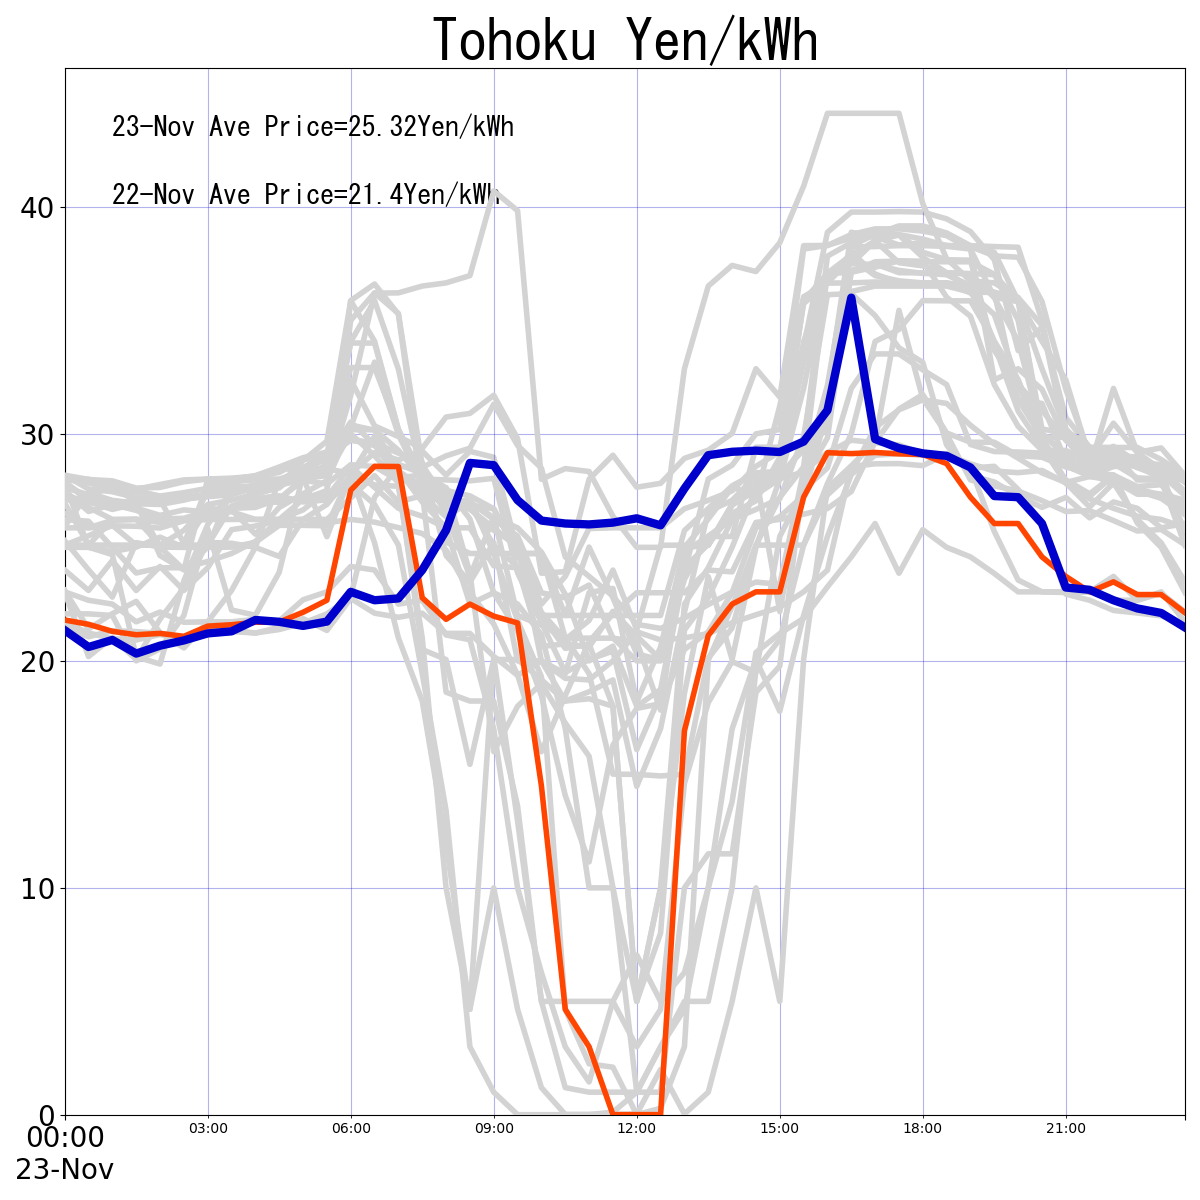 Tohoku Yen/kWh
23-Nov Ave Price=25.32Yen/kWh
22-Nov Ave Price=21.4Yen/kWh
40
30
20
10
0
00:00 03:00 06:00 09:00 12:00 15:00 18:00 21:00
23-Nov